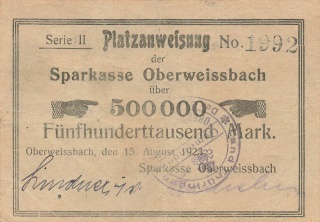 Serie II Platzanweisung No. 1992
der
Sparkasse Oberweissbach
über
500000
Fünfhunderttausend Mark.
Oberweissbach, den 15. August 1923.
Sparkasse Oberweissbach